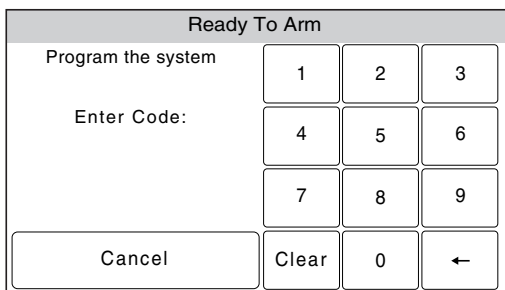 Ready To Arm
Program the system
1 2 3
Enter Code:
4 5 6
7 8 9
Cancel Clear 0 ←